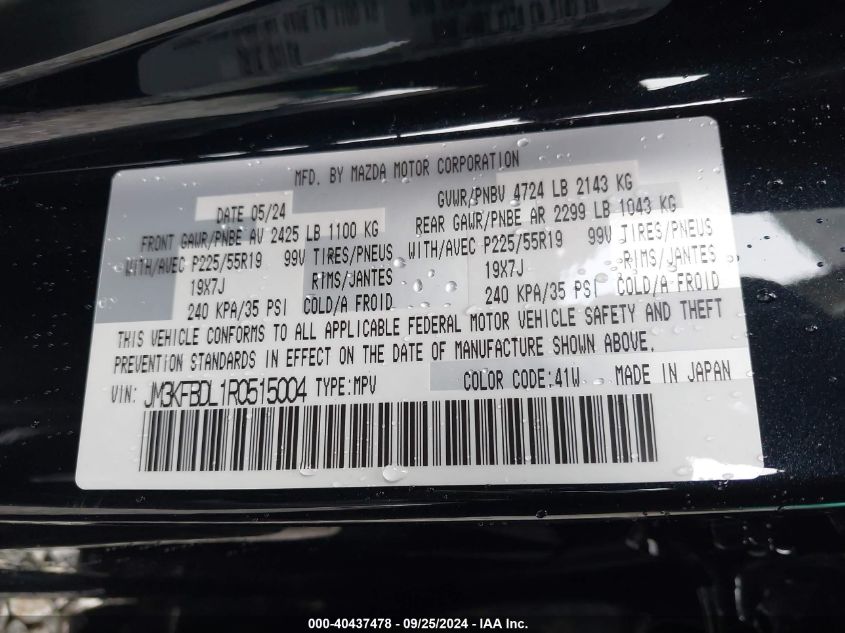 MFD. BY MAZDA MOTOR CORPORATION
DATE 05/24
GVWR/PNBV 4724 LB 2143 KG
FRONT GAWR/PNBE AV 2425 LB 1100 KG
REAR GAWR/PNBE AR 2299 LB 1043 KG
WITH/AVEC P225/55R19 99V TIRES/PNEUS
WITH/AVEC P225/55R19 99V TIRES/PNEUS
19X7J RIMS/JANTES
19X7J RIMS/JANTES
240 KPA/35 PSI COLD/A FROID
240 KPA/35 PSI COLD/A FROID
THIS VEHICLE CONFORMS TO ALL APPLICABLE FEDERAL MOTOR VEHICLE SAFETY AND THEFT
PREVENTION STANDARDS IN EFFECT ON THE DATE OF MANUFACTURE SHOWN ABOVE.
VIN: JM3KFBDL1R0515004 TYPE:MPV COLOR CODE:41W MADE IN JAPAN
000-40437478 - 09/25/2024 - IAA Inc.